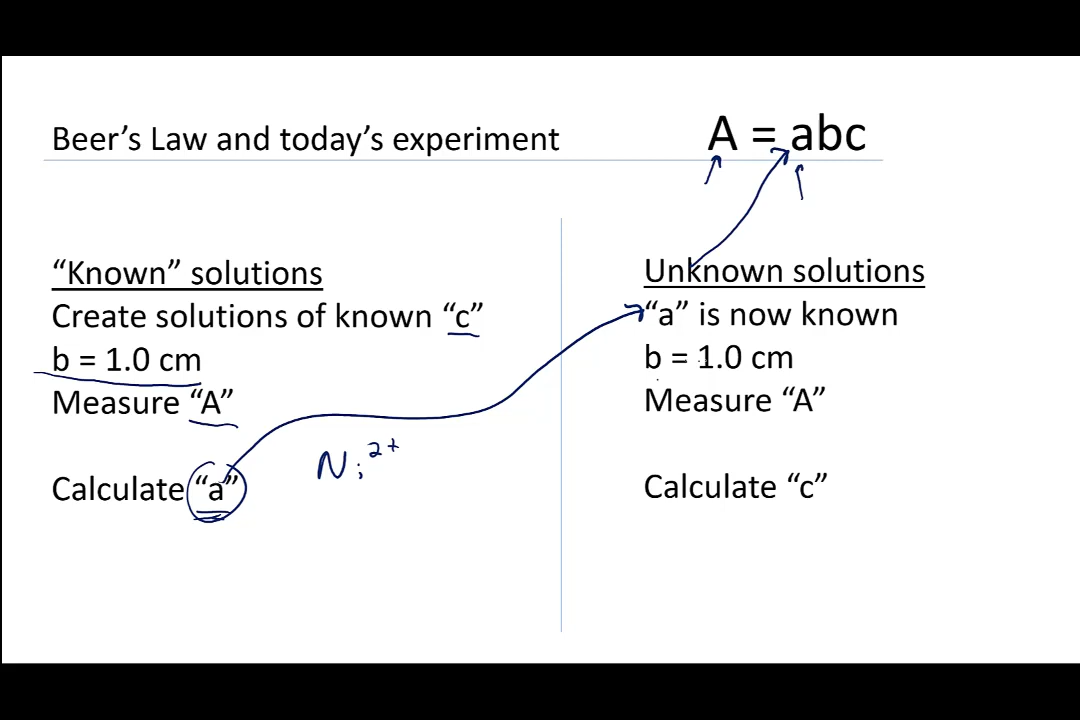 Beer’s Law and today’s experiment
A = abc
“Known” solutions
Create solutions of known “c”
b = 1.0 cm
Measure “A”
Ni²⁺
Calculate “a”
Unknown solutions
“a” is now known
b = 1.0 cm
Measure “A”
Calculate “c”